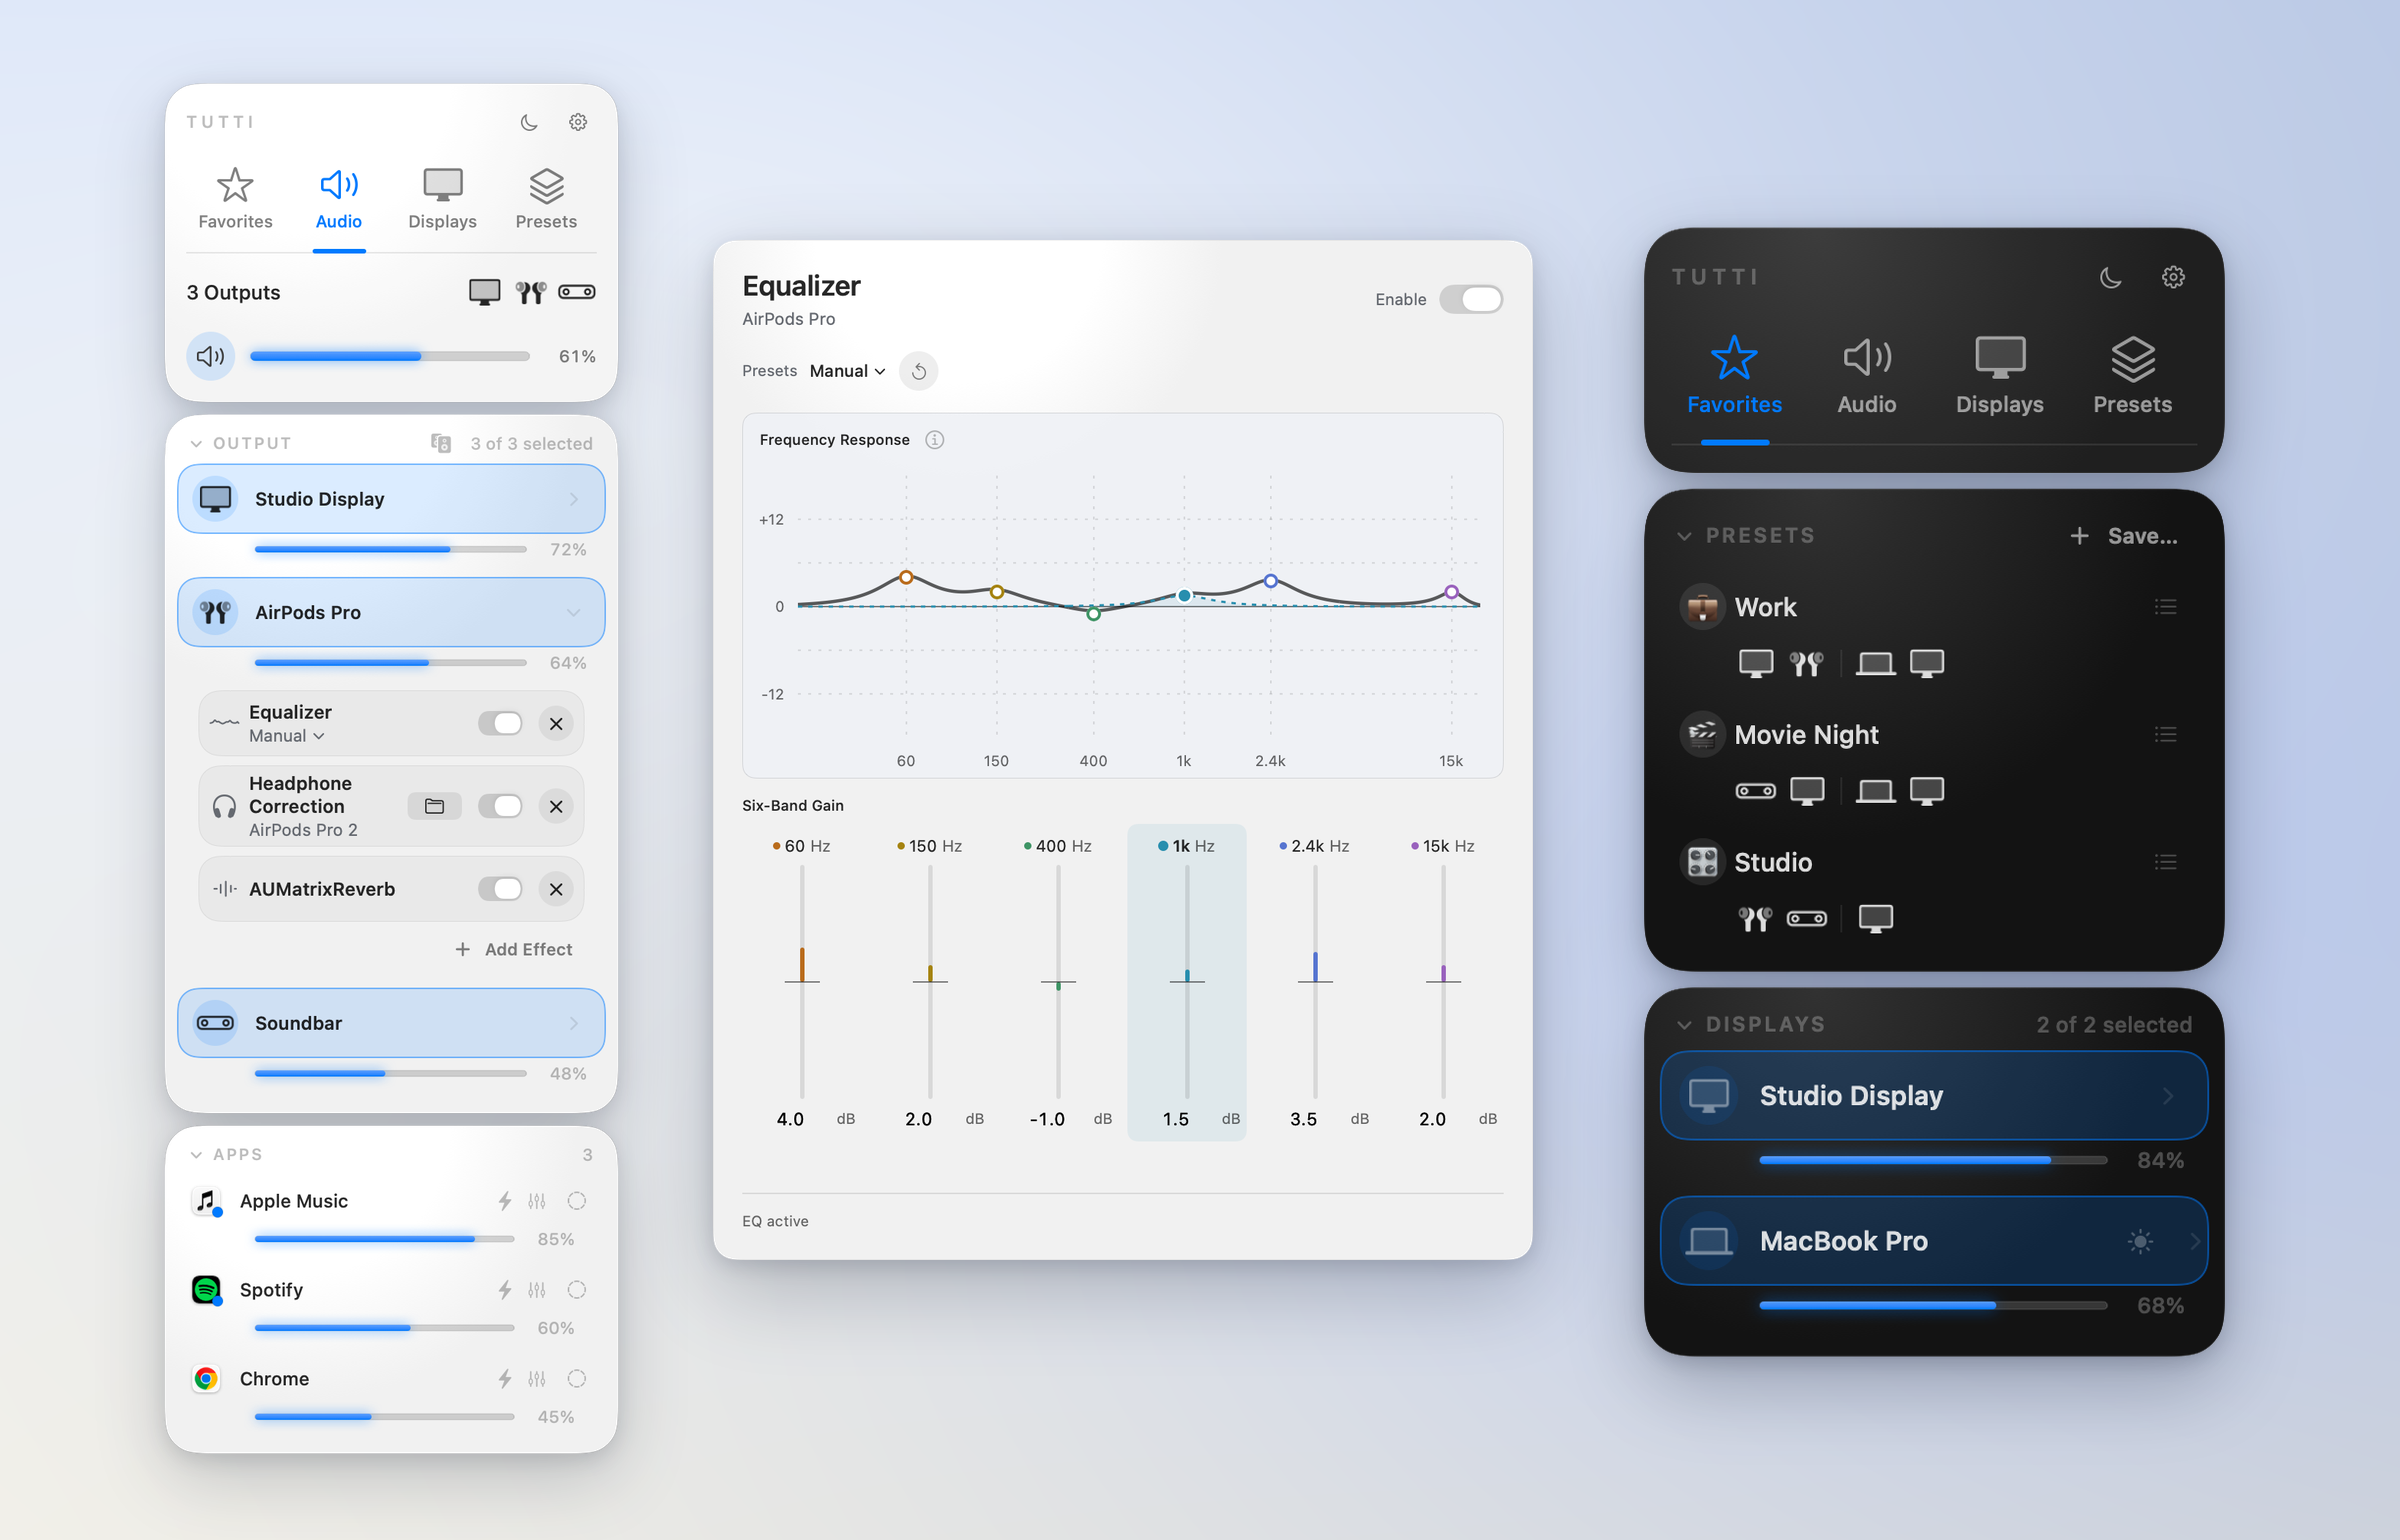 TUTTI
Favorites Audio Displays Presets
3 Outputs
61%
OUTPUT 3 of 3 selected
Studio Display
72%
AirPods Pro
64%
Equalizer
Manual
Headphone
Correction
AirPods Pro 2
AUMatrixReverb
+ Add Effect
Soundbar
48%
APPS 3
Apple Music
85%
Spotify
60%
Chrome
45%
Equalizer
AirPods Pro
Enable
Presets Manual
Frequency Response
+12
0
-12
60 150 400 1k 2.4k 15k
Six-Band Gain
60 Hz 150 Hz 400 Hz 1k Hz 2.4k Hz 15k Hz
4.0 dB 2.0 dB -1.0 dB 1.5 dB 3.5 dB 2.0 dB
EQ active
TUTTI
Favorites Audio Displays Presets
PRESETS + Save...
Work
Movie Night
Studio
DISPLAYS 2 of 2 selected
Studio Display
84%
MacBook Pro
68%